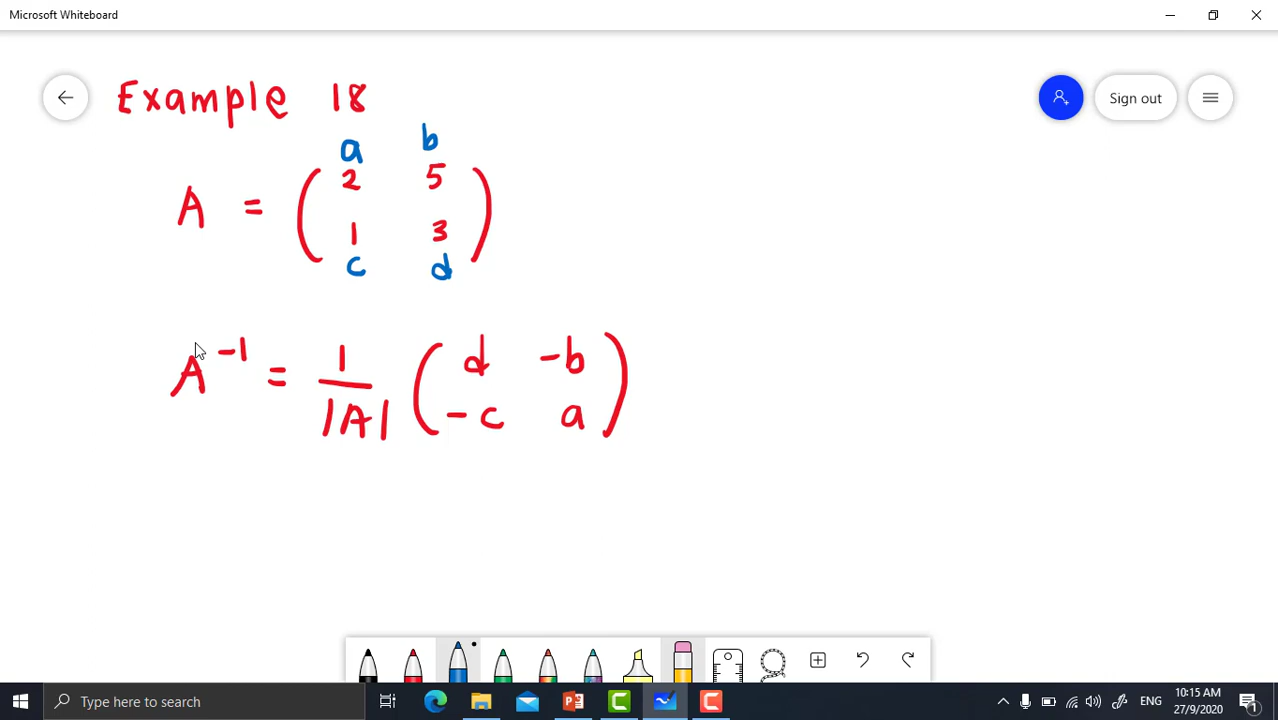 Microsoft Whiteboard
Example 18
Sign out
a b
2 5
A = ( )
1 3
c d
A⁻¹ = 1/|A| ( d -b
-c a )
Type here to search
ENG
10:15 AM
27/9/2020
1